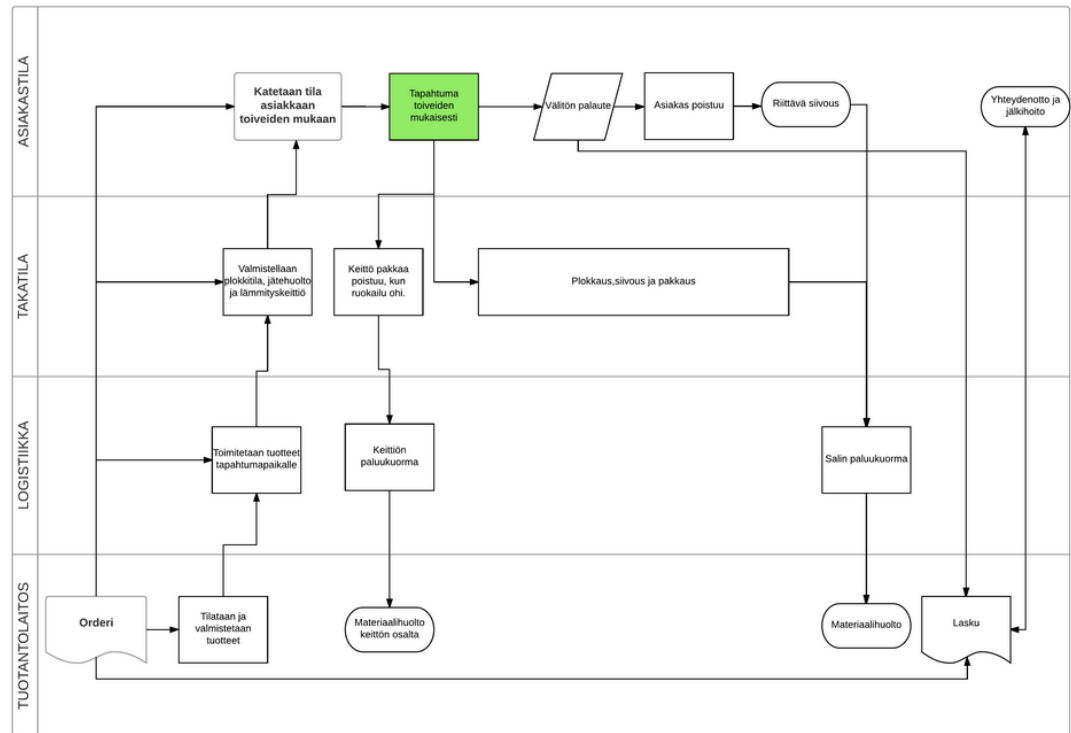 ASIAKASTILA
Katetaan tila
asiakkaan
toiveiden mukaan
Tapahtuma
toiveiden
mukaisesti
Välitön palaute
Asiakas poistuu
Riittävä siivous
Yhteydenotto ja
jälkihoito
TAKATILA
Valmistellaan
plokkitila, jätehuolto
ja lämmityskeittiö
Keittö pakkaa
poistuu, kun
ruokailu ohi.
Plokkaus,siivous ja pakkaus
LOGISTIIKKA
Toimitetaan tuotteet
tapahtumapaikalle
Keittiön
paluukuorma
Salin paluukuorma
TUOTANTOLAITOS
Orderi
Tilataan ja
valmistetaan
tuotteet
Materiaalihuolto
keittön osalta
Materiaalihuolto
Lasku